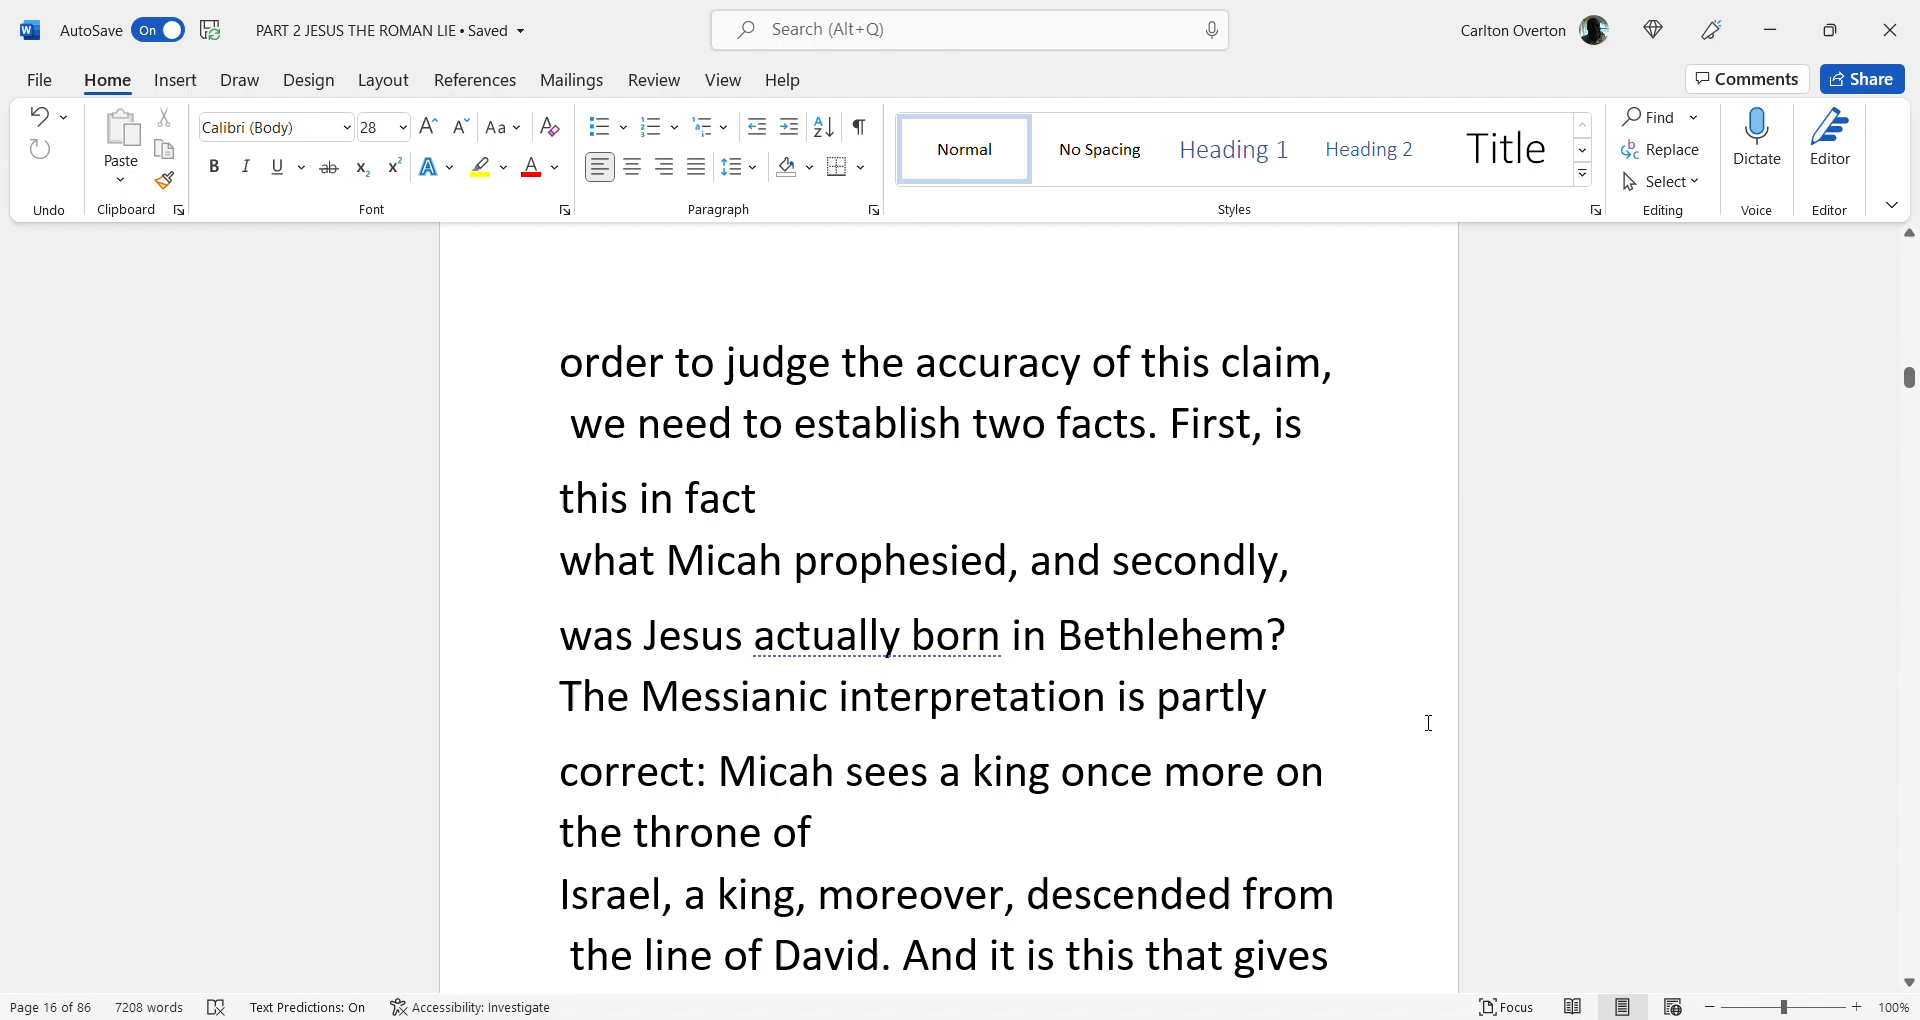 AutoSave On PART 2 JESUS THE ROMAN LIE • Saved Search (Alt+Q) Carlton Overton
File Home Insert Draw Design Layout References Mailings Review View Help Comments Share
Calibri (Body) 28 Aa
Paste
B I U ab x₂ x² A A
Normal No Spacing Heading 1 Heading 2 Title
Find Replace Select
Dictate Editor
Undo Clipboard Font Paragraph Styles Editing Voice Editor
order to judge the accuracy of this claim,
we need to establish two facts. First, is
this in fact
what Micah prophesied, and secondly,
was Jesus actually born in Bethlehem?
The Messianic interpretation is partly
correct: Micah sees a king once more on
the throne of
Israel, a king, moreover, descended from
the line of David. And it is this that gives
Page 16 of 86 7208 words Text Predictions: On Accessibility: Investigate Focus 100%